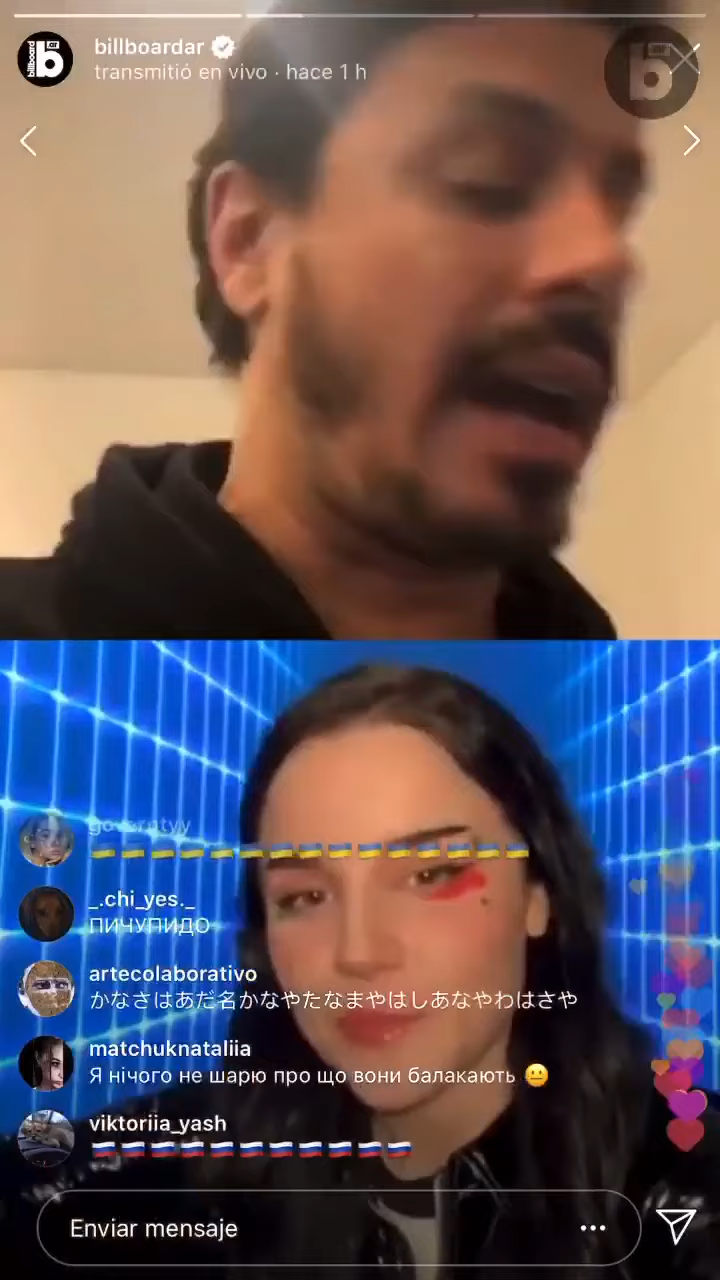 billboardar
transmitió en vivo · hace 1 h
_.chi_yes._
ПИЧУПИДО
artecolaborativo
かなさはあだ名かなやたなまやはしあなやわはさや
matchuknataliia
Я нічого не шарю про що вони балакають
viktoriia_yash
Enviar mensaje